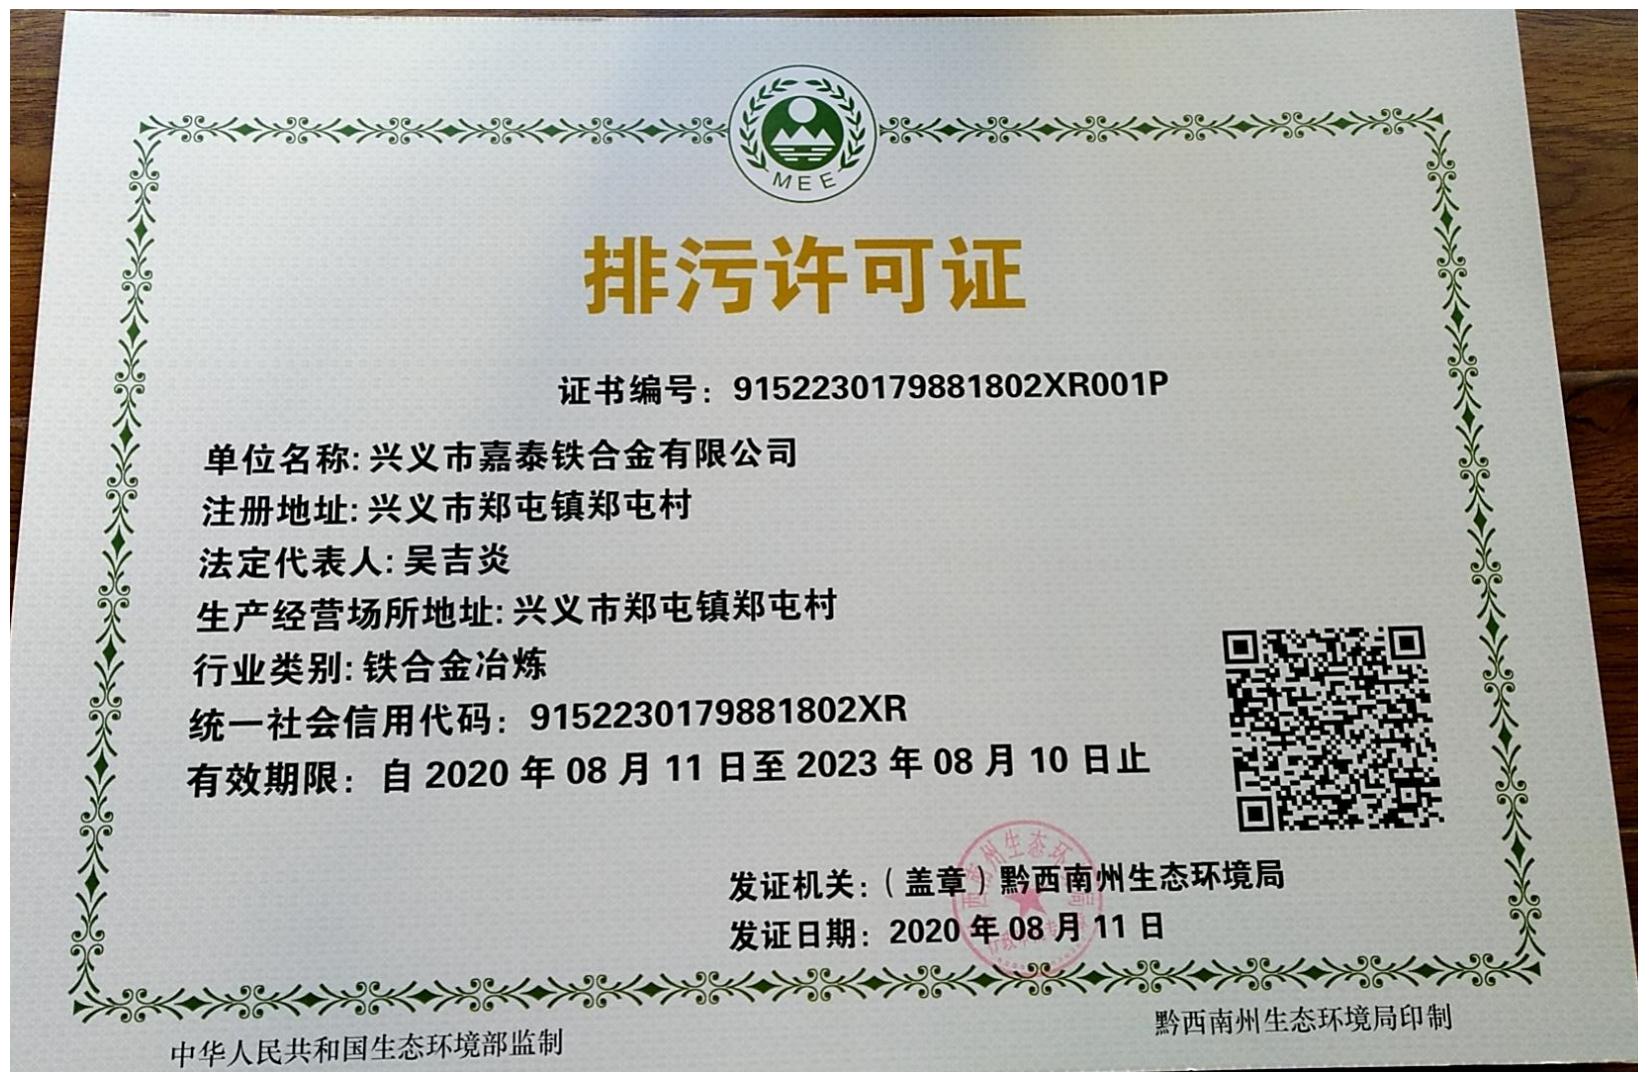 MEE
排污许可证
证书编号：9152230179881802XR001P
单位名称:兴义市嘉泰铁合金有限公司
注册地址:兴义市郑屯镇郑屯村
法定代表人:吴吉炎
生产经营场所地址:兴义市郑屯镇郑屯村
行业类别:铁合金冶炼
统一社会信用代码：9152230179881802XR
有效期限：自 2020 年 08 月 11 日至 2023 年 08 月 10 日止
发证机关:（盖章）黔西南州生态环境局
发证日期：2020 年 08 月 11 日
中华人民共和国生态环境部监制
黔西南州生态环境局印制